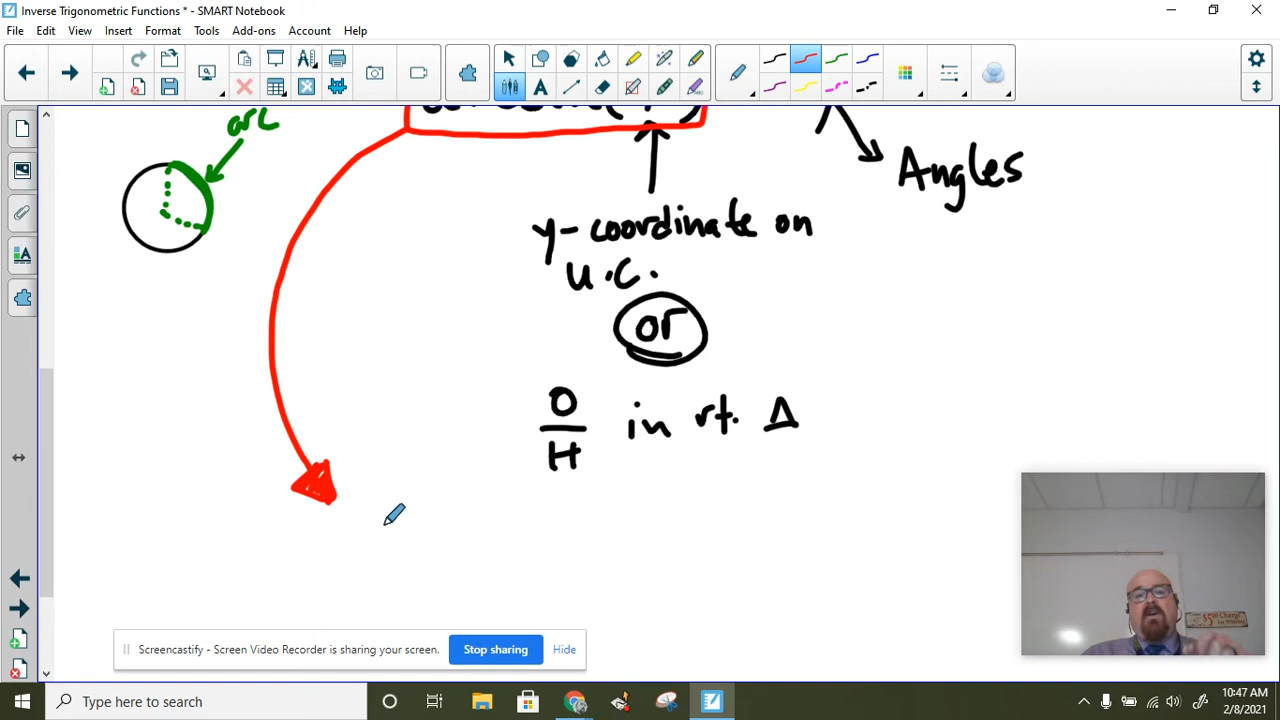 Inverse Trigonometric Functions * - SMART Notebook
File Edit View Insert Format Tools Add-ons Account Help
arc
Angles
y-coordinate on
U.C.
or
O
H
in rt. Δ
Screencastify - Screen Video Recorder is sharing your screen. Stop sharing Hide
Type here to search
10:47 AM
2/8/2021